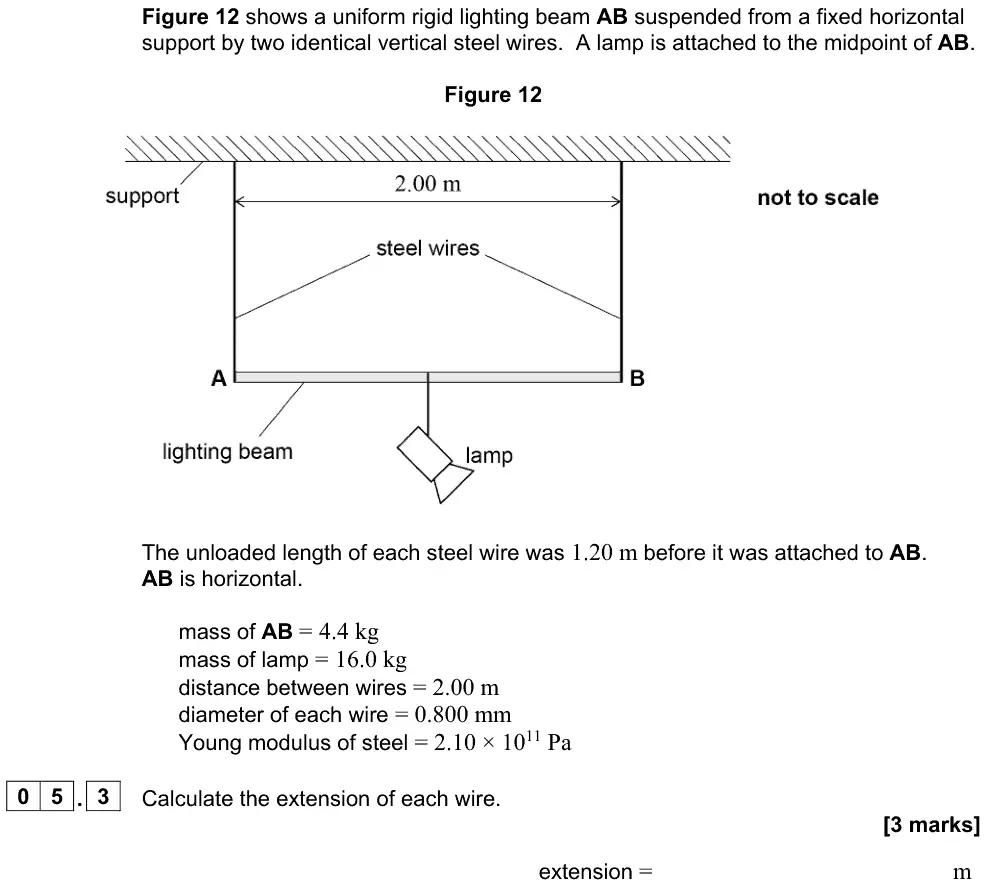 Figure 12 shows a uniform rigid lighting beam AB suspended from a fixed horizontal
support by two identical vertical steel wires. A lamp is attached to the midpoint of AB.
Figure 12
2.00 m
support
not to scale
steel wires
A
B
lighting beam
lamp
The unloaded length of each steel wire was 1.20 m before it was attached to AB.
AB is horizontal.
mass of AB = 4.4 kg
mass of lamp = 16.0 kg
distance between wires = 2.00 m
diameter of each wire = 0.800 mm
Young modulus of steel = 2.10 × 10¹¹ Pa
0 5 . 3 Calculate the extension of each wire.
[3 marks]
extension = m